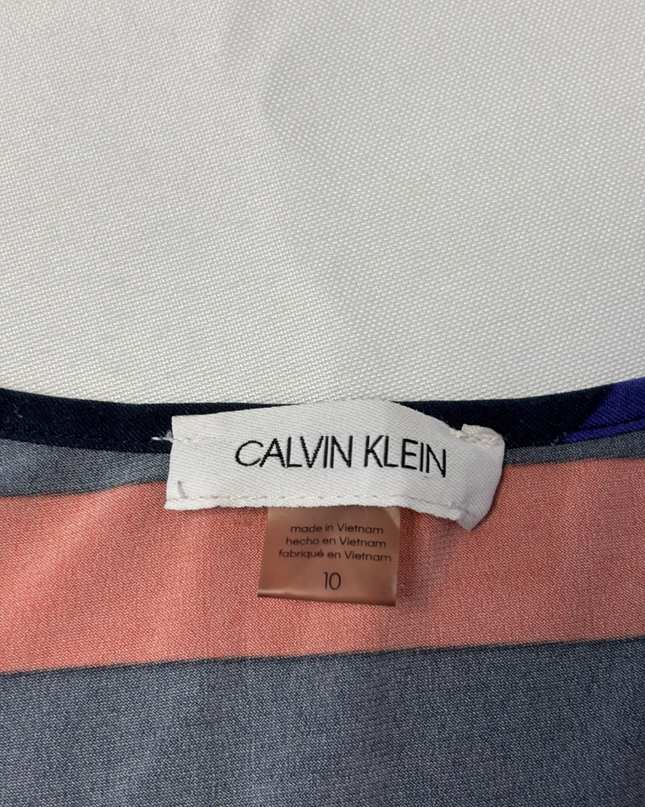 CALVIN KLEIN
made in Vietnam
hecho en Vietnam
fabriqué en Vietnam
10